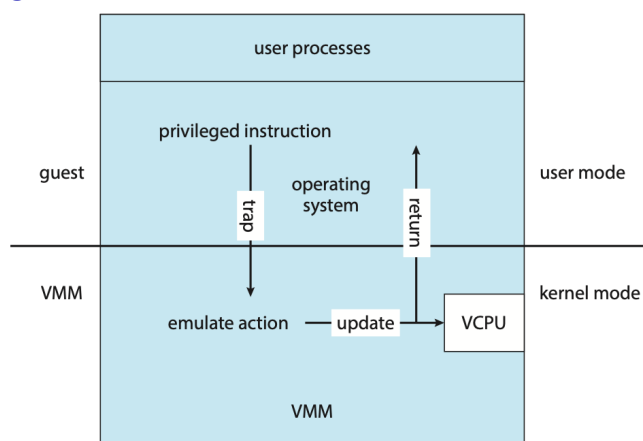 user processes
privileged instruction
guest
operating
system
user mode
trap
return
VMM
kernel mode
emulate action
update
VCPU
VMM